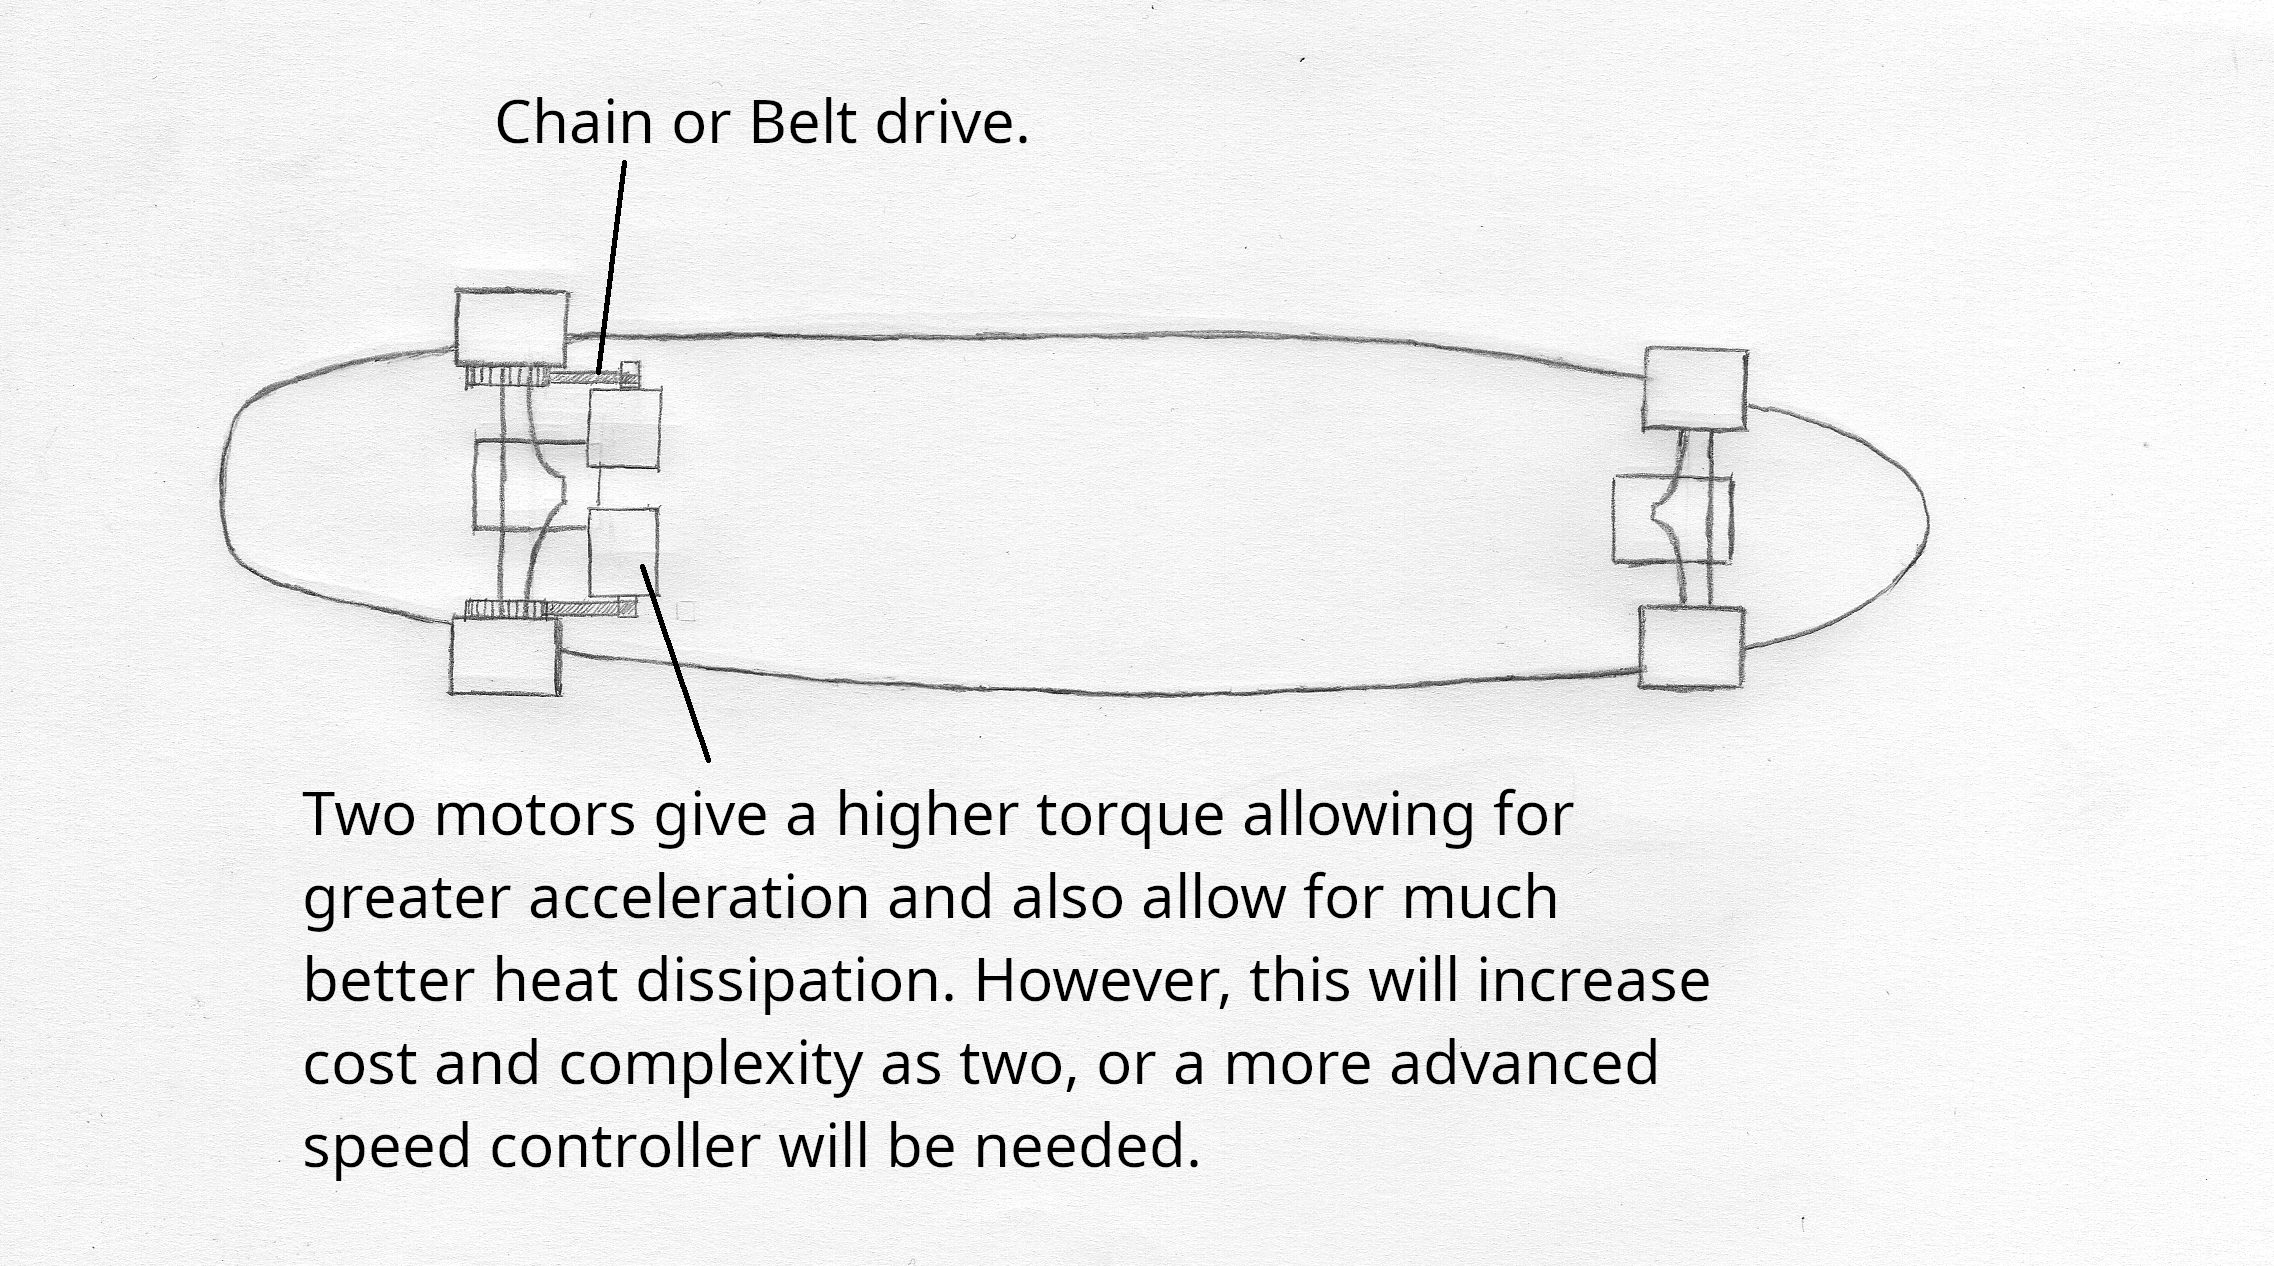 Chain or Belt drive.
Two motors give a higher torque allowing for
greater acceleration and also allow for much
better heat dissipation. However, this will increase
cost and complexity as two, or a more advanced
speed controller will be needed.